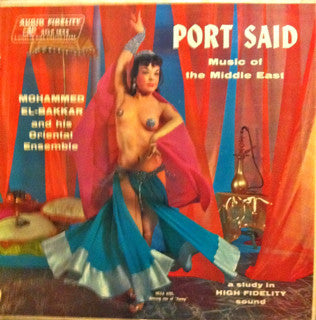 AUDIO FIDELITY
PORT SAID
Music of
the Middle East
MOHAMMED
EL-BAKKAR
and his
Oriental
Ensemble
a study in
HIGH FIDELITY
sound